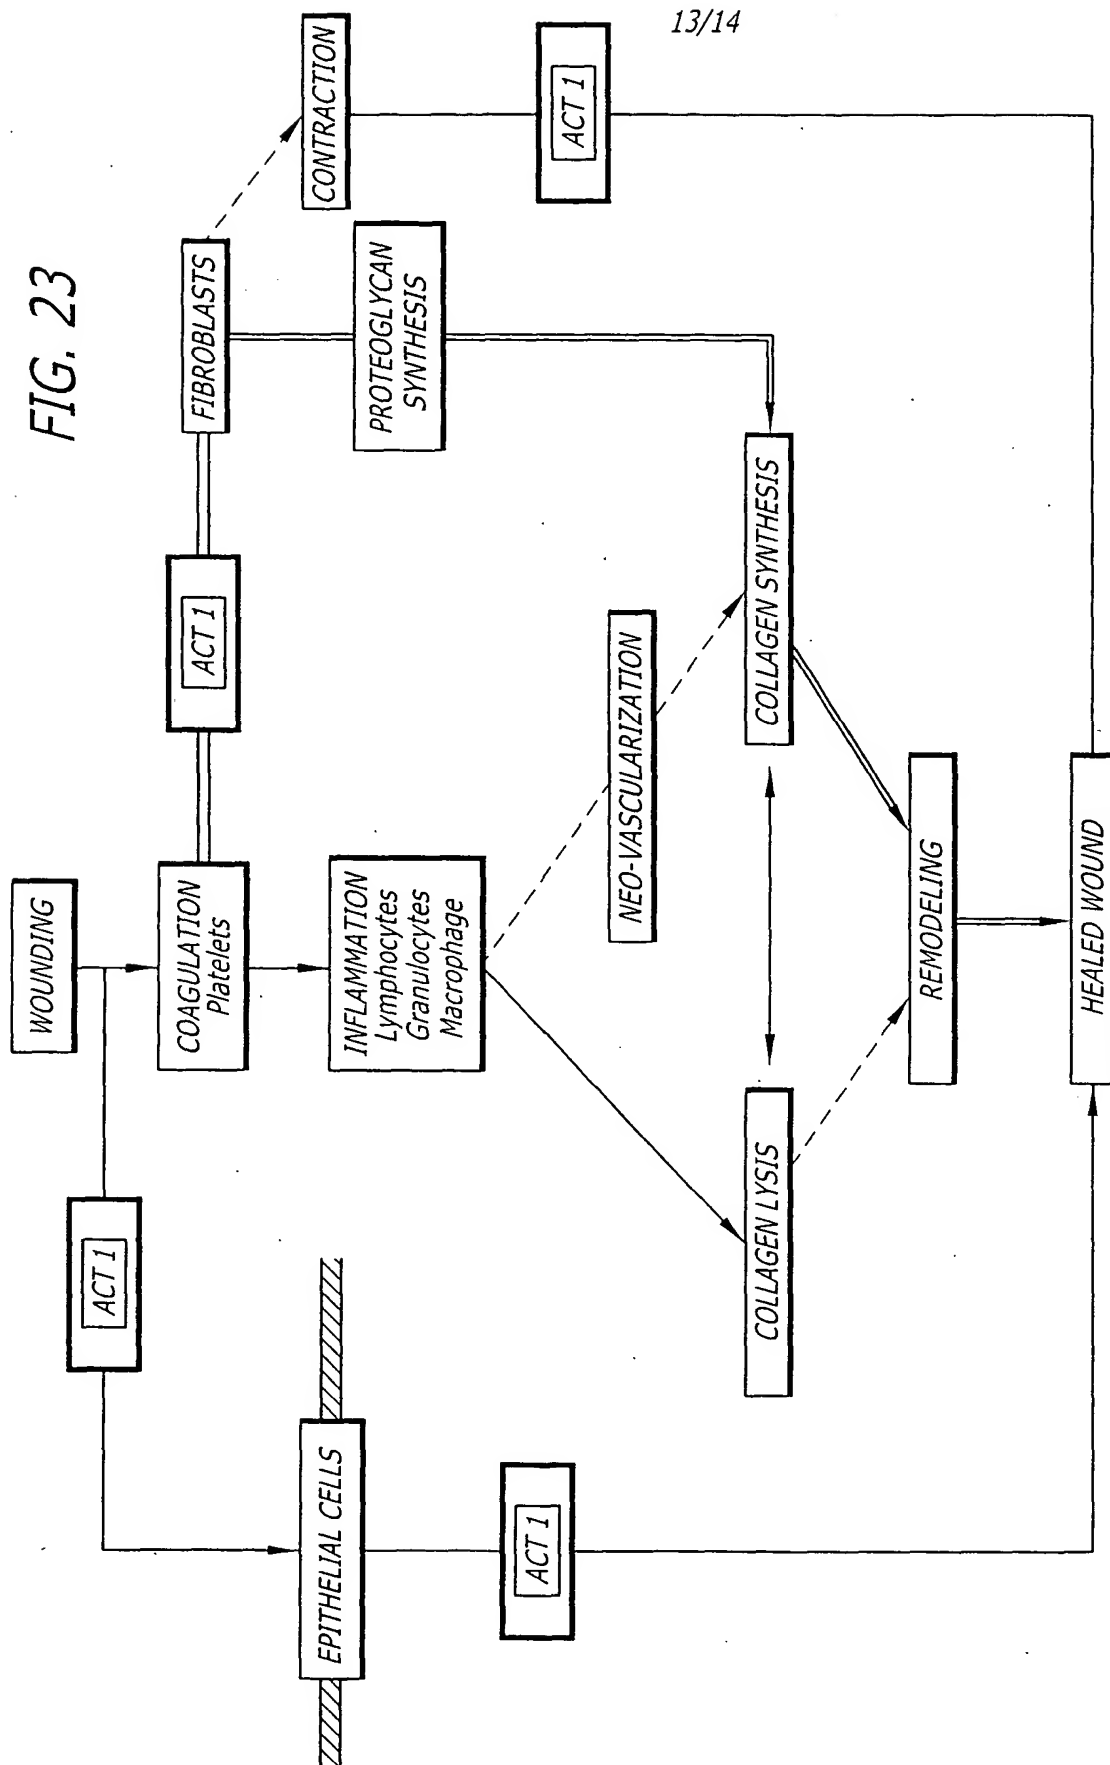 13/14
FIG. 23
WOUNDING
ACT 1
COAGULATION
Platelets
ACT 1
FIBROBLASTS
CONTRACTION
EPITHELIAL CELLS
INFLAMMATION
Lymphocytes
Granulocytes
Macrophage
PROTEOGLYCAN
SYNTHESIS
ACT 1
ACT 1
NEO-VASCULARIZATION
COLLAGEN LYSIS
COLLAGEN SYNTHESIS
REMODELING
HEALED WOUND